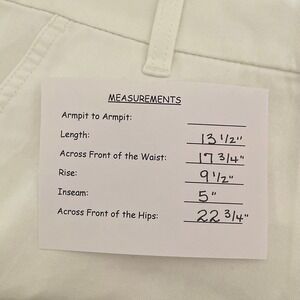 MEASUREMENTS
Armpit to Armpit:
Length: 13 1/2"
Across Front of the Waist: 17 3/4"
Rise: 9 1/2"
Inseam: 5"
Across Front of the Hips: 22 3/4"